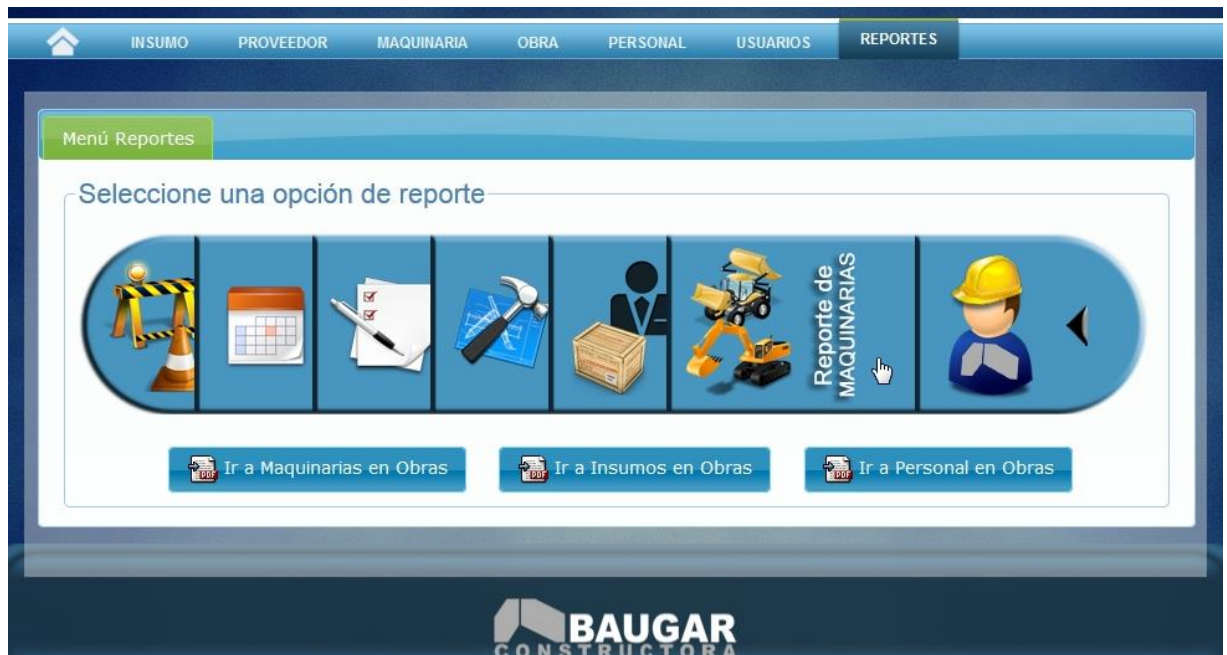 INSUMO PROVEEDOR MAQUINARIA OBRA PERSONAL USUARIOS REPORTES
Menú Reportes
Seleccione una opción de reporte
Reporte de
MAQUINARIAS
Ir a Maquinarias en Obras Ir a Insumos en Obras Ir a Personal en Obras
BAUGAR
CONSTRUCTORA